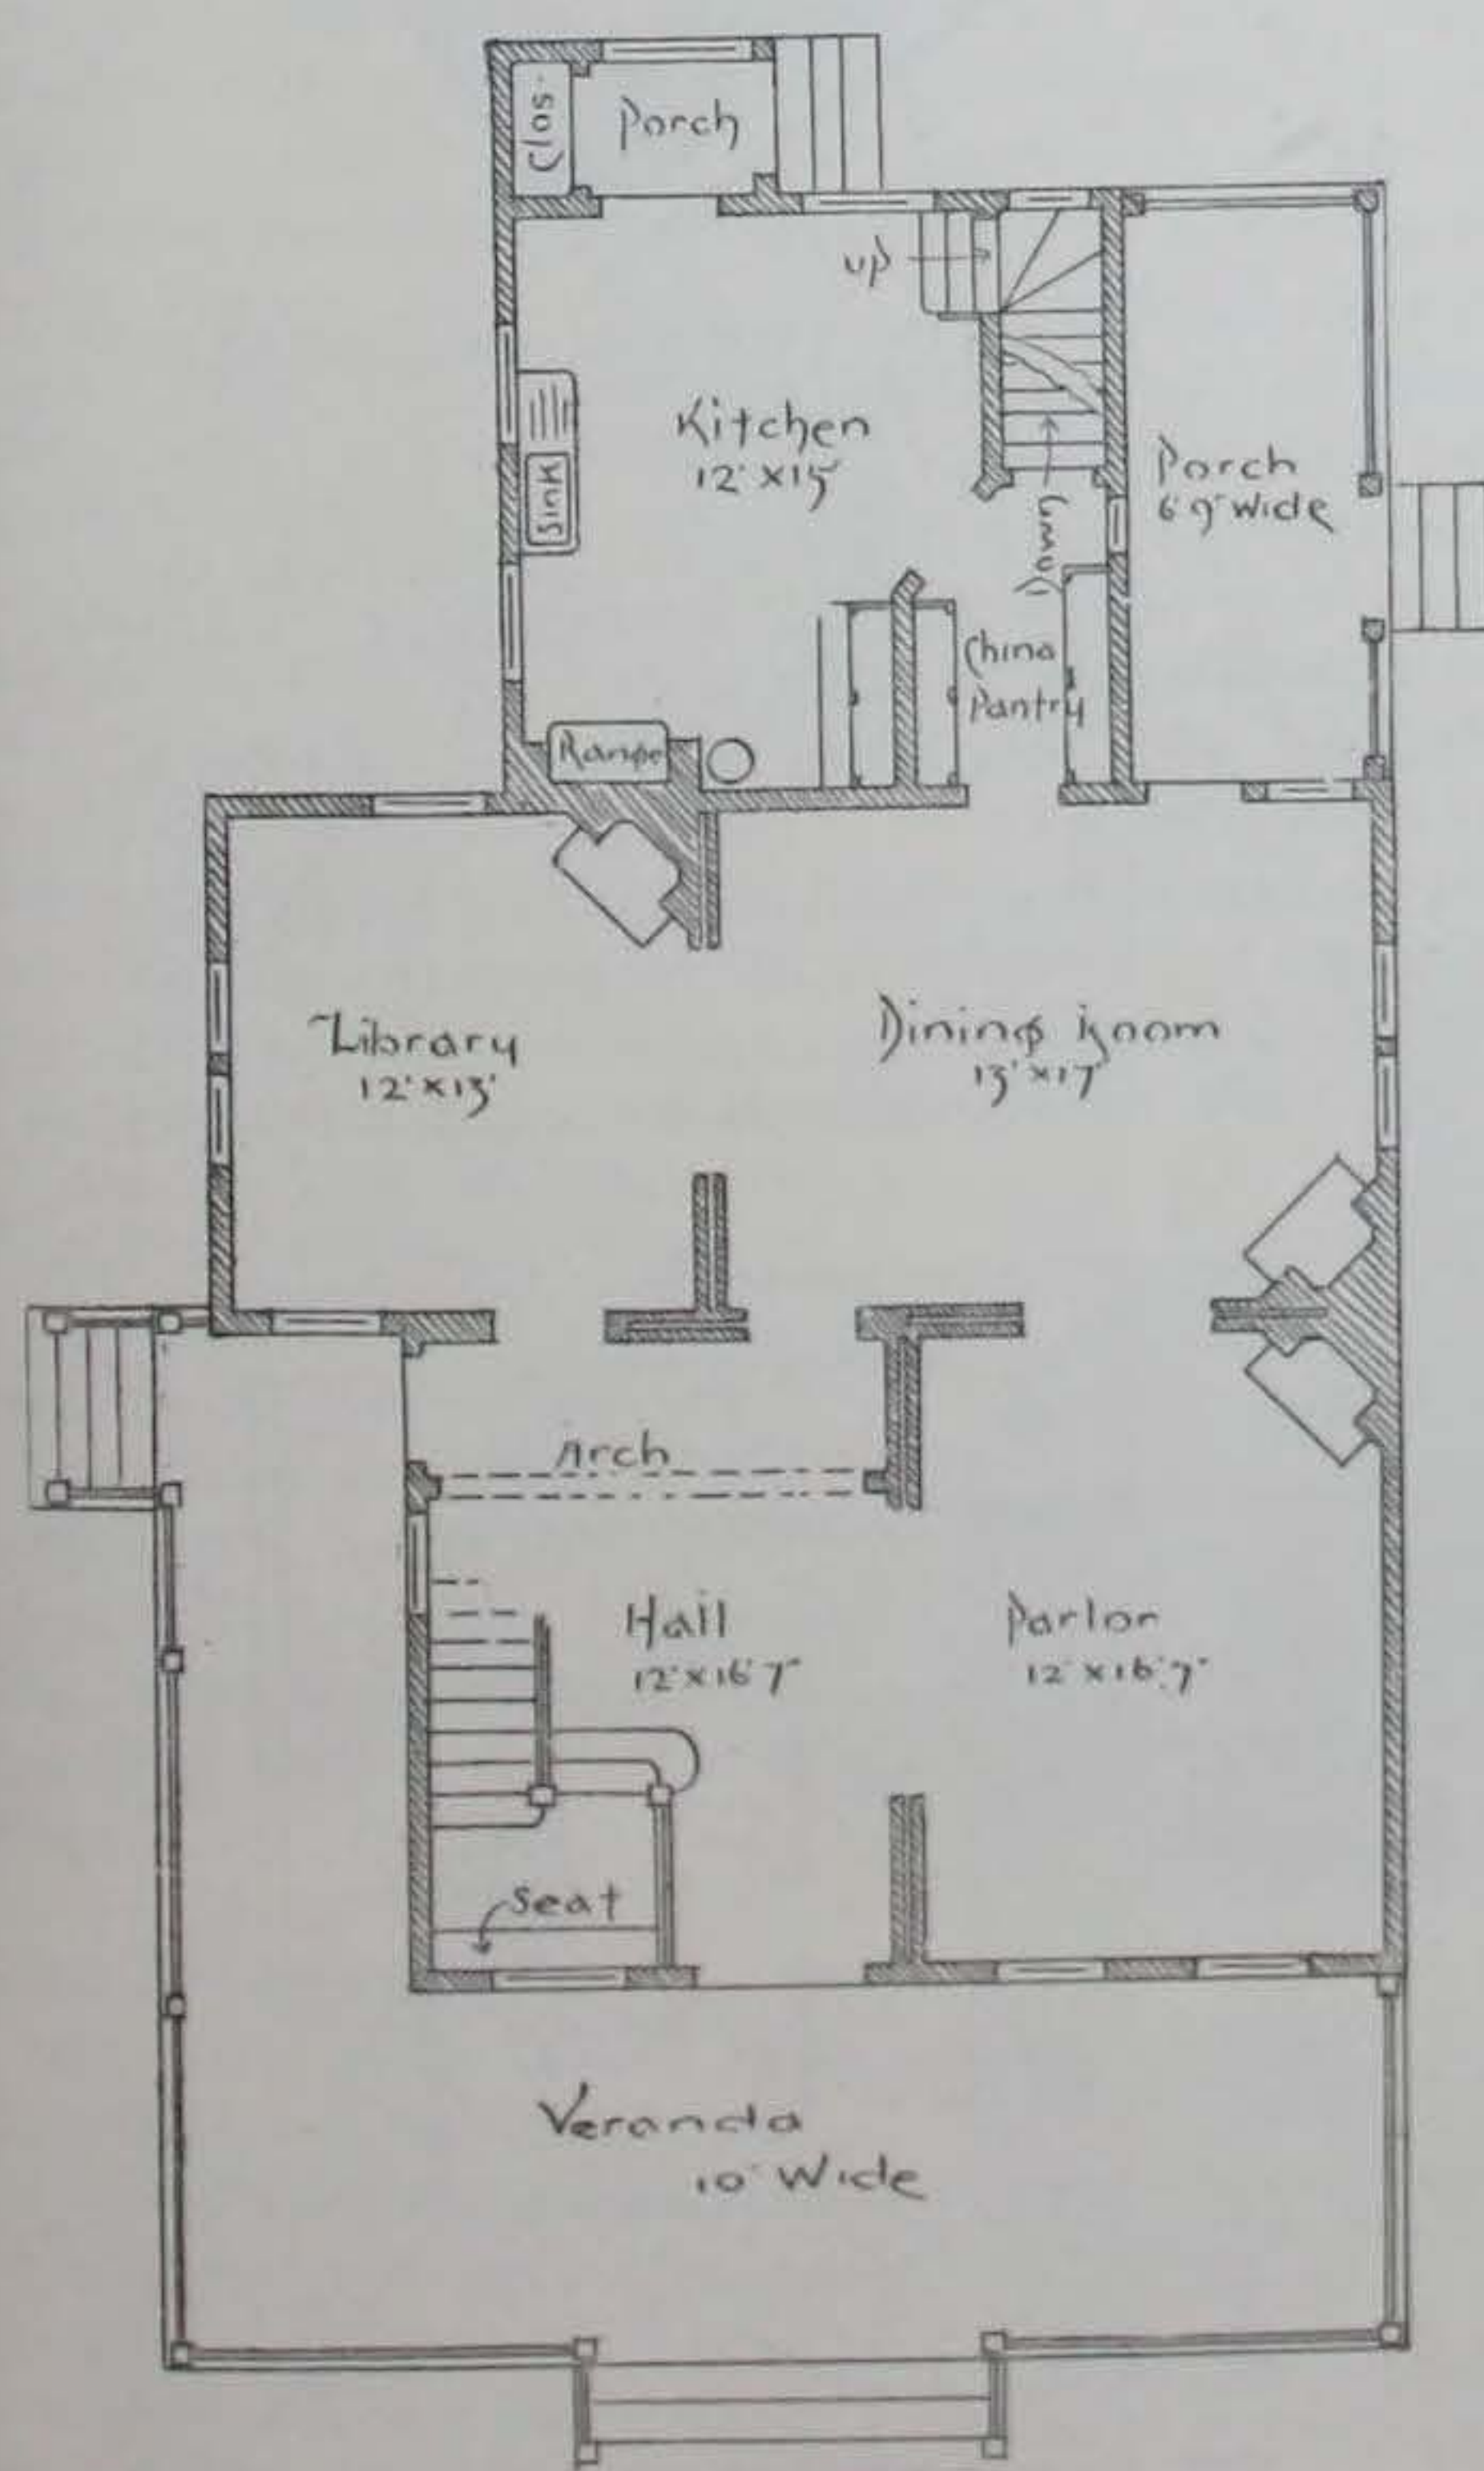 Clos.
Porch
up
Kitchen
12' x 13'
Sink
Porch
6' 9" Wide
Down
China
Pantry
Range
Library
12' x 13'
Dining Room
13' x 17'
Arch
Hall
12' x 16' 7"
Parlor
12' x 16' 7"
Seat
Veranda
10' Wide